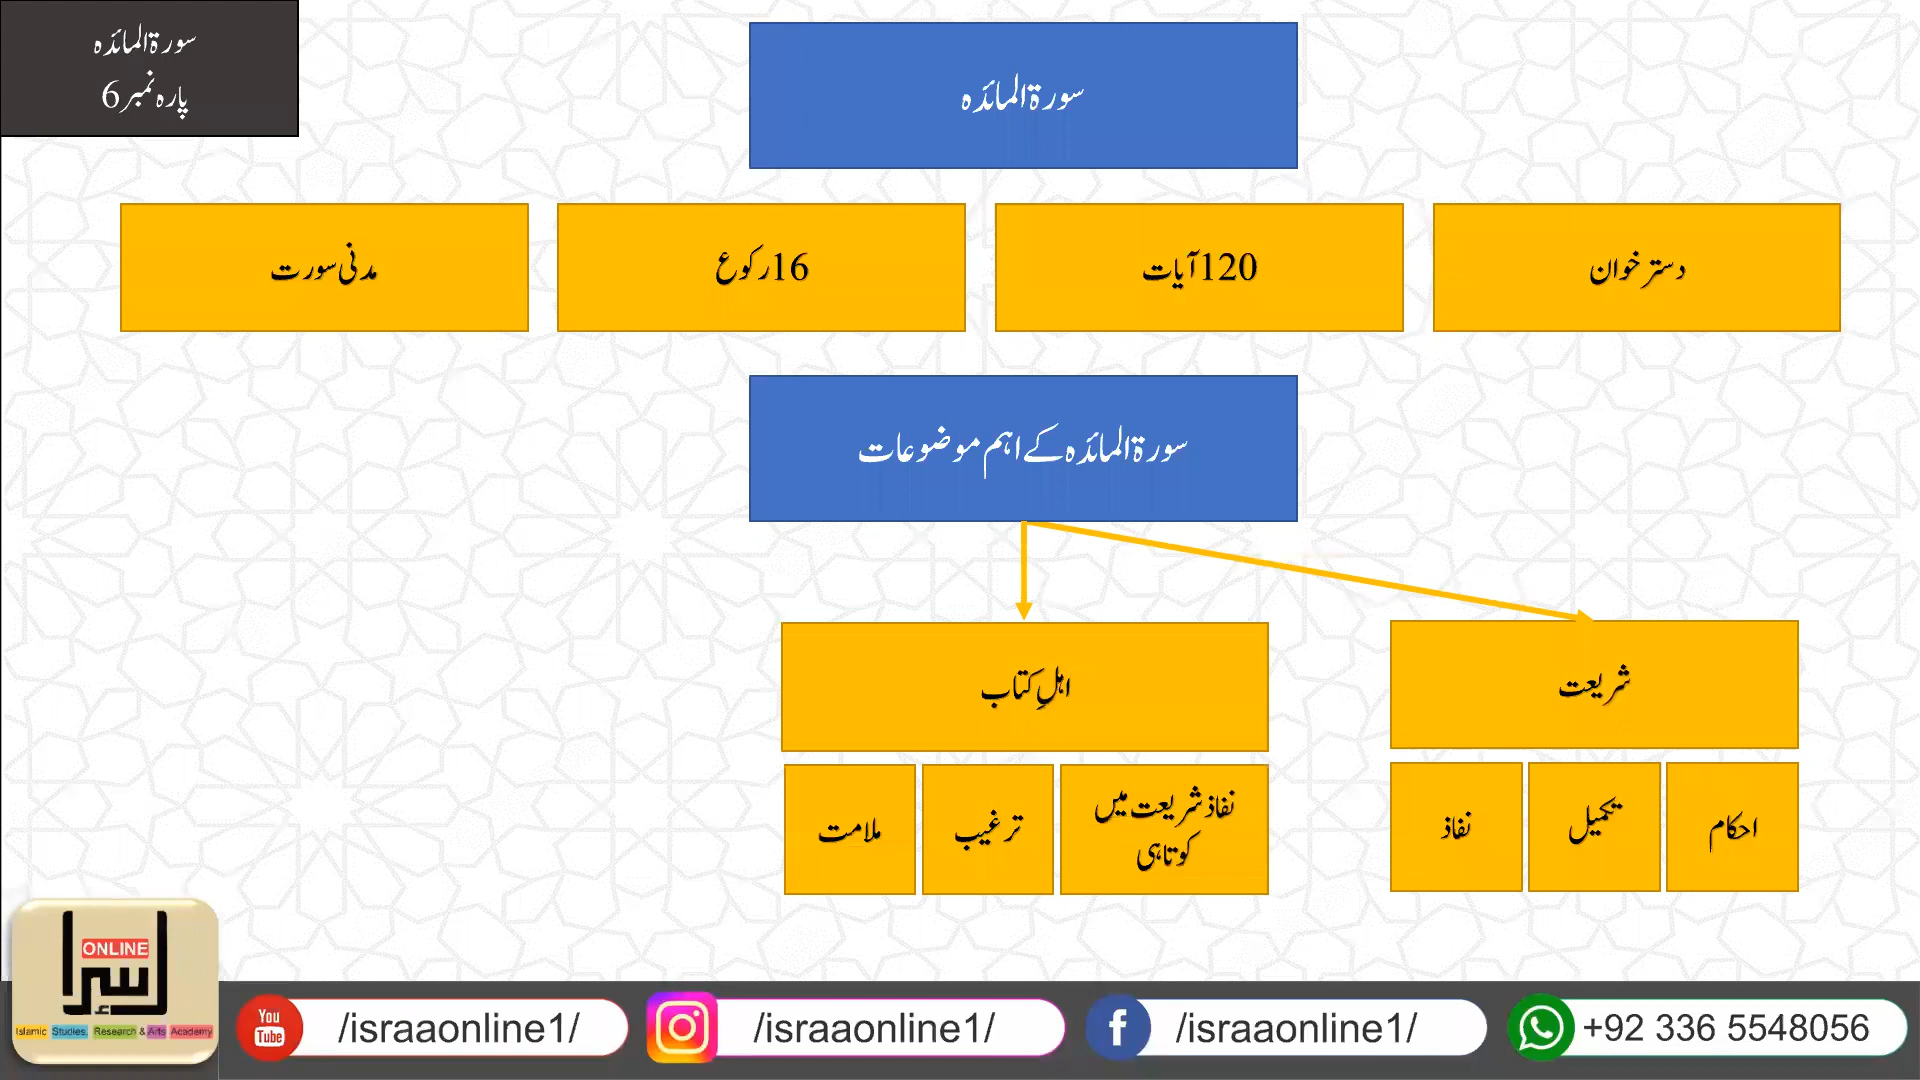 سورۃ المائدہ
پارہ نمبر 6
سورۃ المائدہ
دسترخوان
120 آیات
16 رکوع
مدنی سورت
سورۃ المائدہ کے اہم موضوعات
شریعت
اہلِ کتاب
احکام
تکمیل
نفاذ
نفاذ شریعت میں
کوتاہی
ترغیب
ملامت
ONLINE
إسرا
Islamic Studies, Research & Arts Academy
You
Tube
/israaonline1/
/israaonline1/
f
/israaonline1/
+92 336 5548056